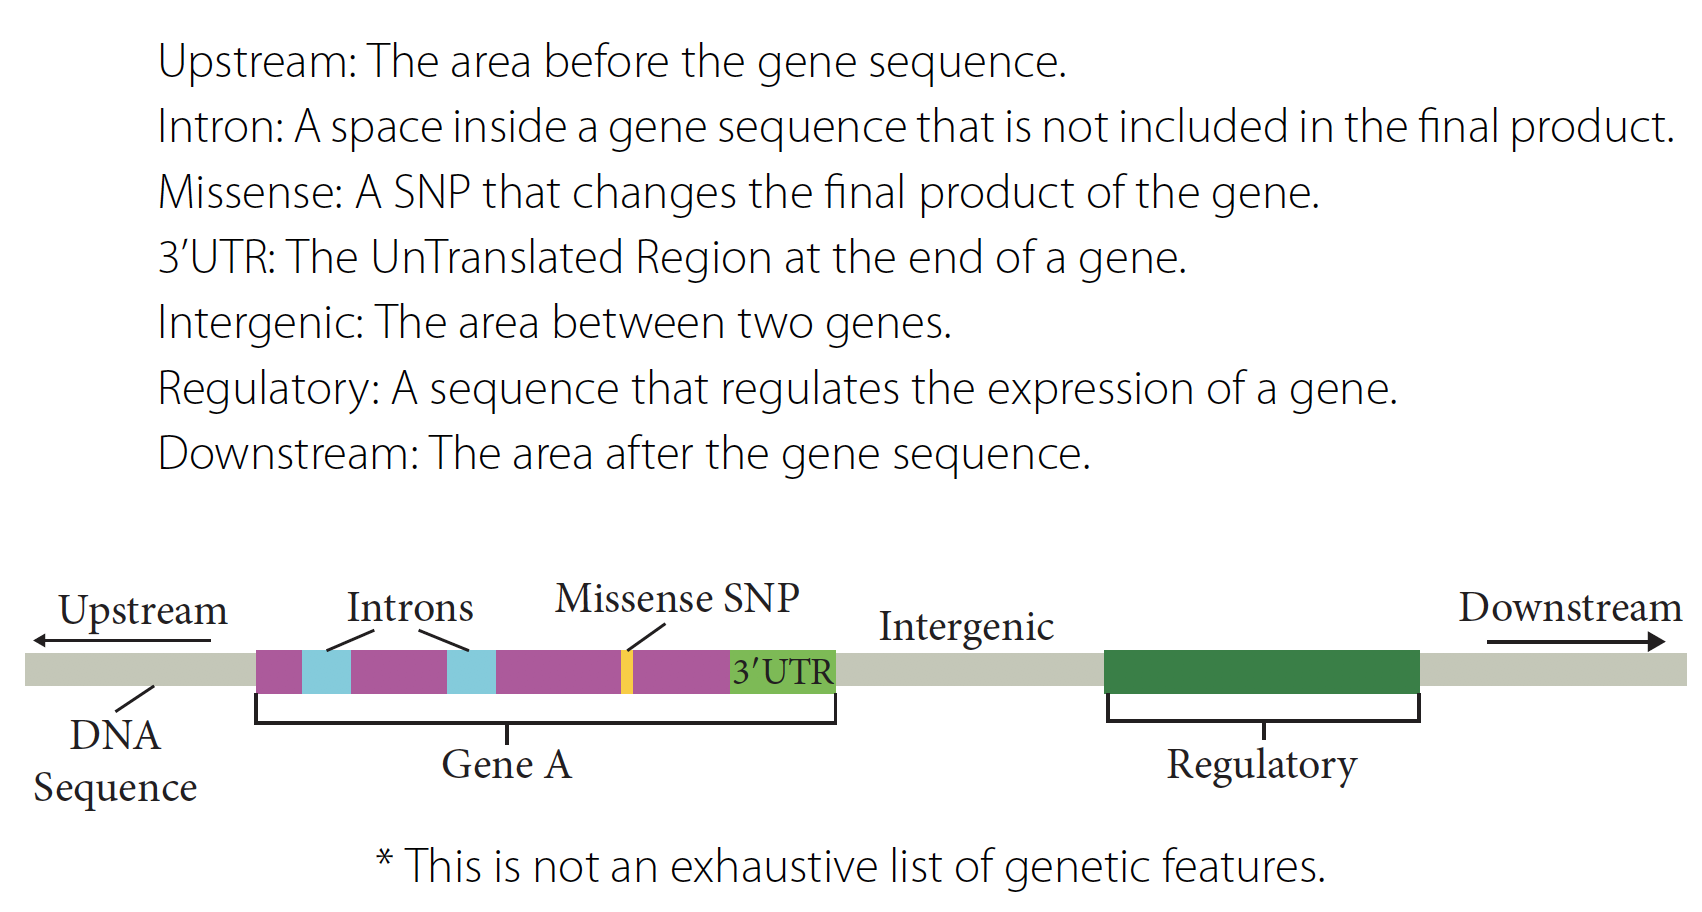 Upstream: The area before the gene sequence.
Intron: A space inside a gene sequence that is not included in the final product.
Missense: A SNP that changes the final product of the gene.
3’UTR: The UnTranslated Region at the end of a gene.
Intergenic: The area between two genes.
Regulatory: A sequence that regulates the expression of a gene.
Downstream: The area after the gene sequence.
Upstream
Introns
Missense SNP
Intergenic
Downstream
3′UTR
DNA
Sequence
Gene A
Regulatory
* This is not an exhaustive list of genetic features.